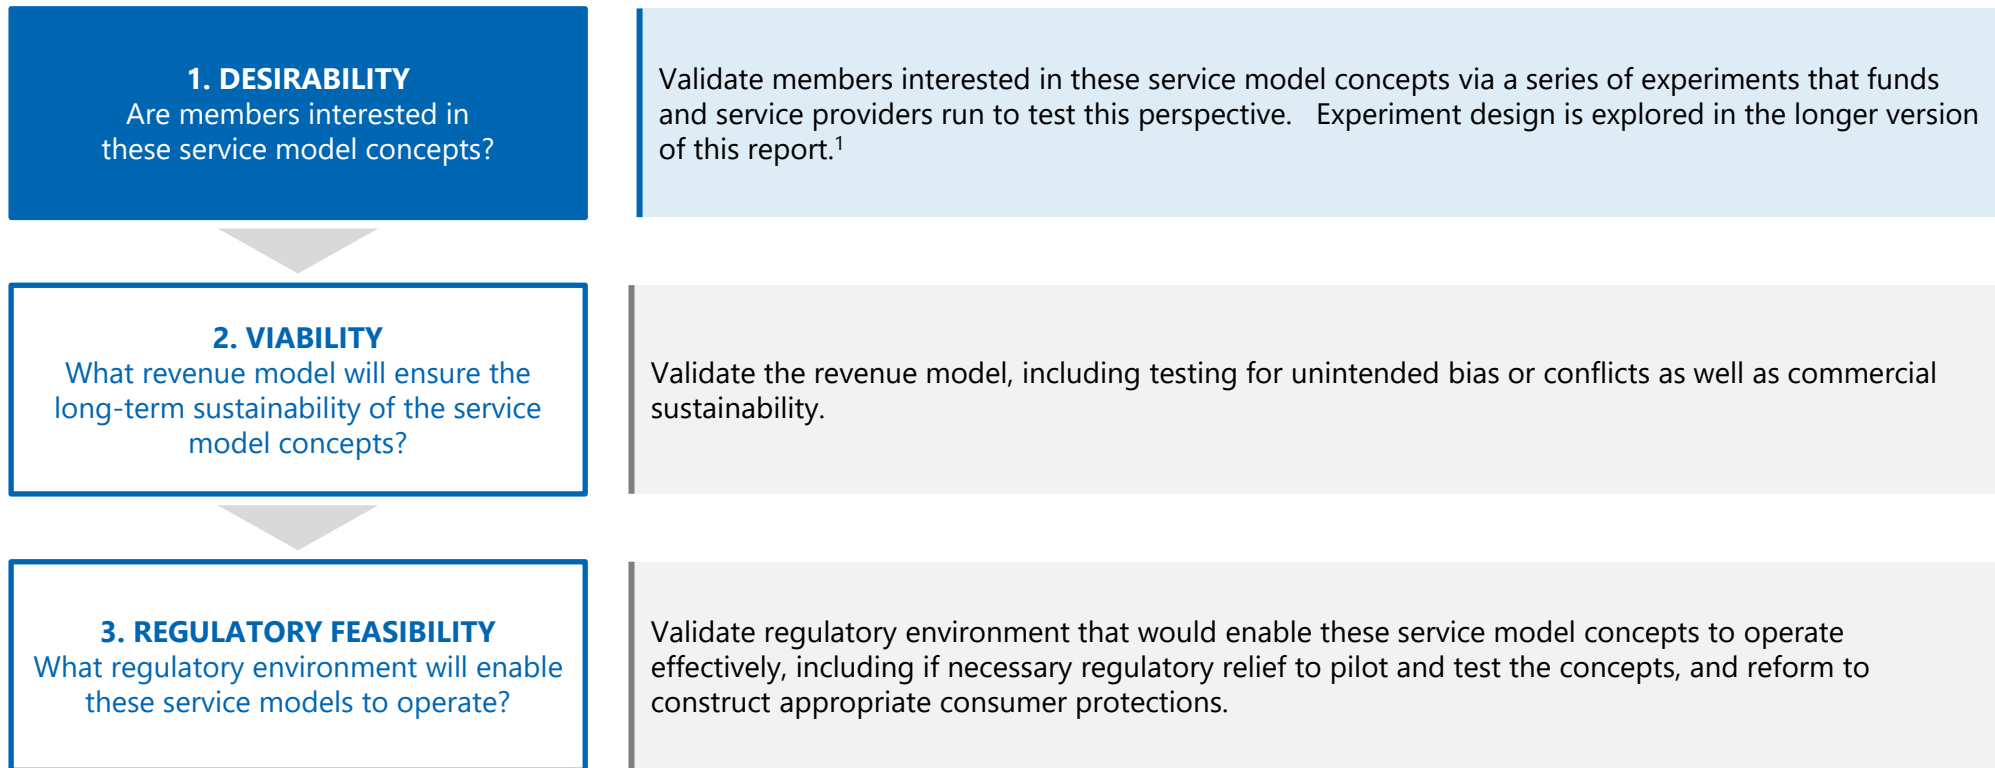 1. DESIRABILITY
Are members interested in
these service model concepts?
Validate members interested in these service model concepts via a series of experiments that funds
and service providers run to test this perspective.   Experiment design is explored in the longer version
of this report.¹
2. VIABILITY
What revenue model will ensure the
long-term sustainability of the service
model concepts?
Validate the revenue model, including testing for unintended bias or conflicts as well as commercial
sustainability.
3. REGULATORY FEASIBILITY
What regulatory environment will enable
these service models to operate?
Validate regulatory environment that would enable these service model concepts to operate
effectively, including if necessary regulatory relief to pilot and test the concepts, and reform to
construct appropriate consumer protections.